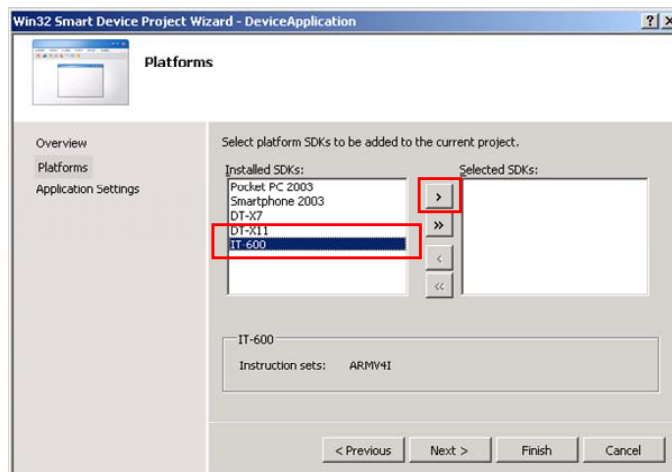 Win32 Smart Device Project Wizard - DeviceApplication
Platforms
Overview
Platforms
Application Settings
Select platform SDKs to be added to the current project.
Installed SDKs:
Selected SDKs:
Pocket PC 2003
Smartphone 2003
DT-X7
DT-X11
IT-600
>
>>
<
<<
IT-600
Instruction sets: ARMV4I
< Previous
Next >
Finish
Cancel